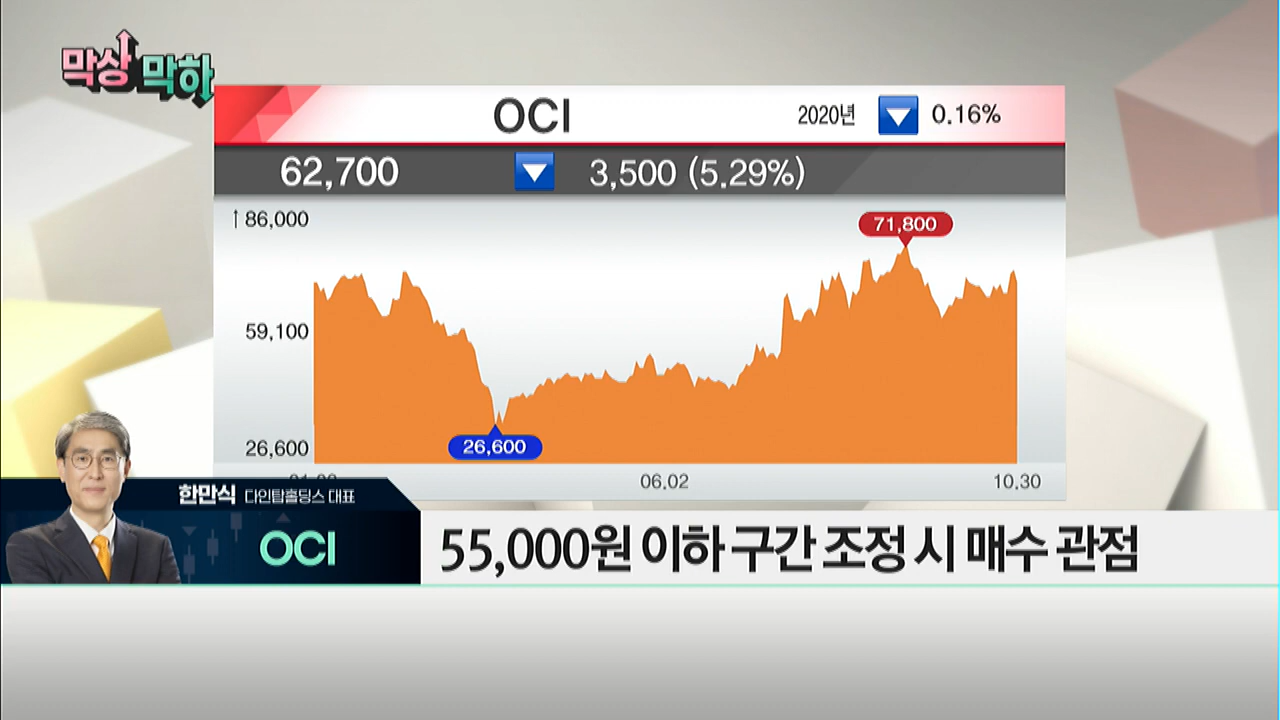 막상 막하
OCI
2020년 ▼ 0.16%
62,700 ▼ 3,500 (5.29%)
↑86,000
71,800
59,100
26,600
26,600
06.02
10.30
한만식 다인탑홀딩스 대표
OCI
55,000원 이하 구간 조정 시 매수 관점